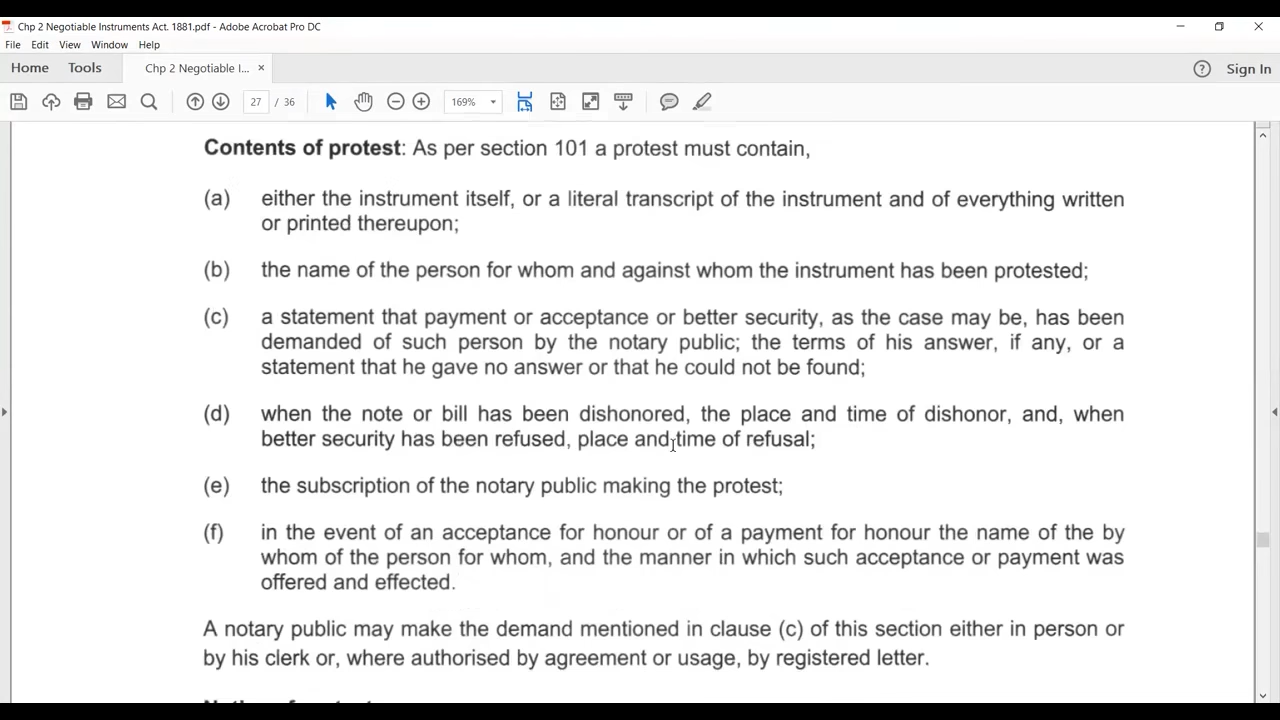 Chp 2 Negotiable Instruments Act. 1881.pdf - Adobe Acrobat Pro DC
File Edit View Window Help
Home Tools Chp 2 Negotiable I... × Sign In
27 / 36 169%
Contents of protest: As per section 101 a protest must contain,
(a) either the instrument itself, or a literal transcript of the instrument and of everything written
or printed thereupon;
(b) the name of the person for whom and against whom the instrument has been protested;
(c) a statement that payment or acceptance or better security, as the case may be, has been
demanded of such person by the notary public; the terms of his answer, if any, or a
statement that he gave no answer or that he could not be found;
(d) when the note or bill has been dishonored, the place and time of dishonor, and, when
better security has been refused, place and time of refusal;
(e) the subscription of the notary public making the protest;
(f) in the event of an acceptance for honour or of a payment for honour the name of the by
whom of the person for whom, and the manner in which such acceptance or payment was
offered and effected.
A notary public may make the demand mentioned in clause (c) of this section either in person or
by his clerk or, where authorised by agreement or usage, by registered letter.